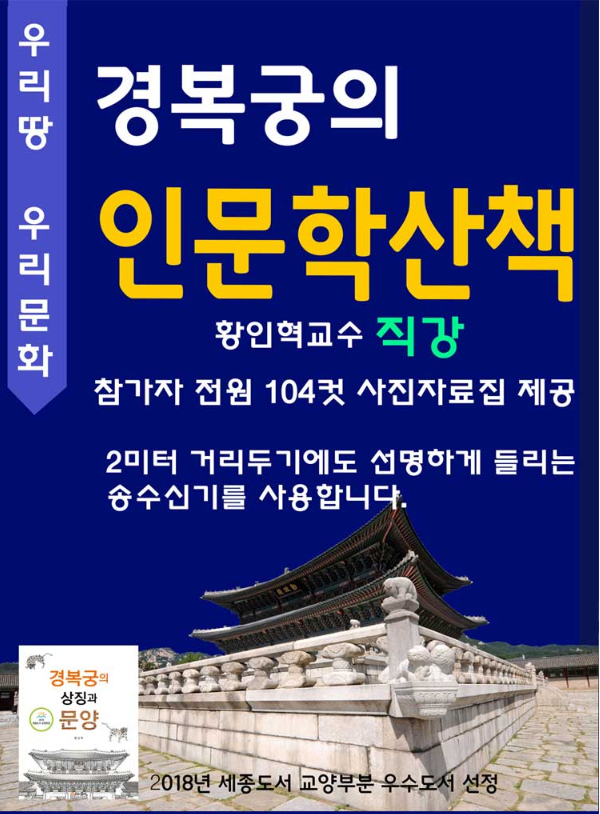 우리땅 우리문화
경복궁의
인문학산책
황인혁교수 직강
참가자 전원 104컷 사진자료집 제공
2미터 거리두기에도 선명하게 들리는
송수신기를 사용합니다.
경복궁의
상징과
문양
2018년 세종도서 교양부분 우수도서 선정